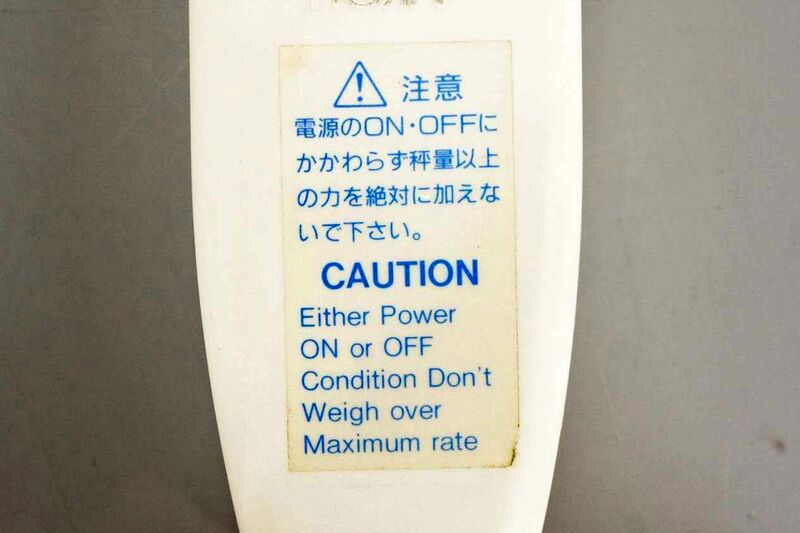 注意
電源のON・OFFに
かかわらず秤量以上
の力を絶対に加えな
いで下さい。
CAUTION
Either Power
ON or OFF
Condition Don't
Weigh over
Maximum rate